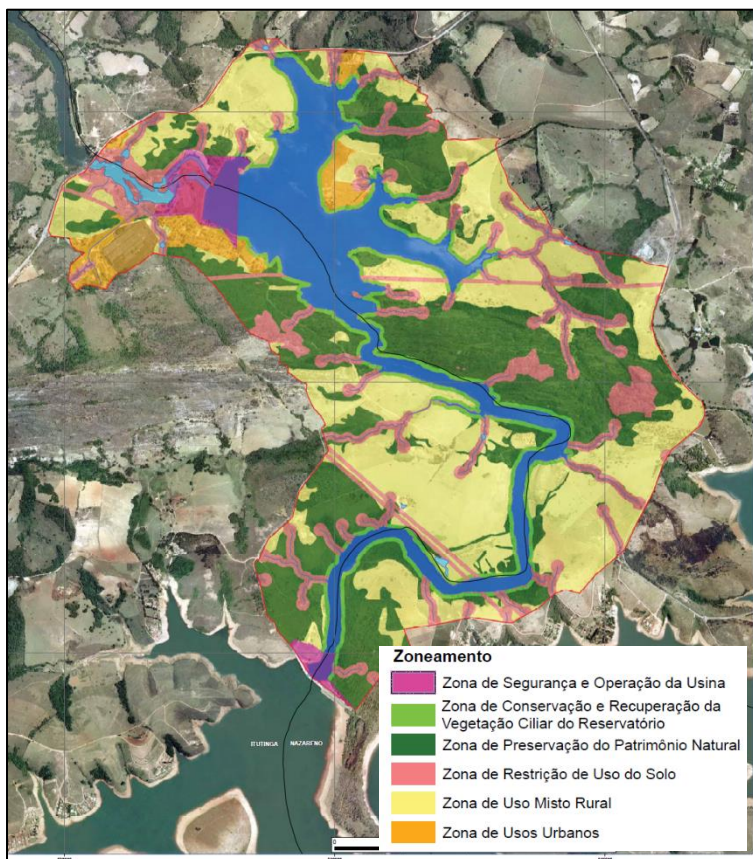 ITUTINGA NAZARENO
Zoneamento
Zona de Segurança e Operação da Usina
Zona de Conservação e Recuperação da
Vegetação Ciliar do Reservatório
Zona de Preservação do Patrimônio Natural
Zona de Restrição de Uso do Solo
Zona de Uso Misto Rural
Zona de Usos Urbanos
0